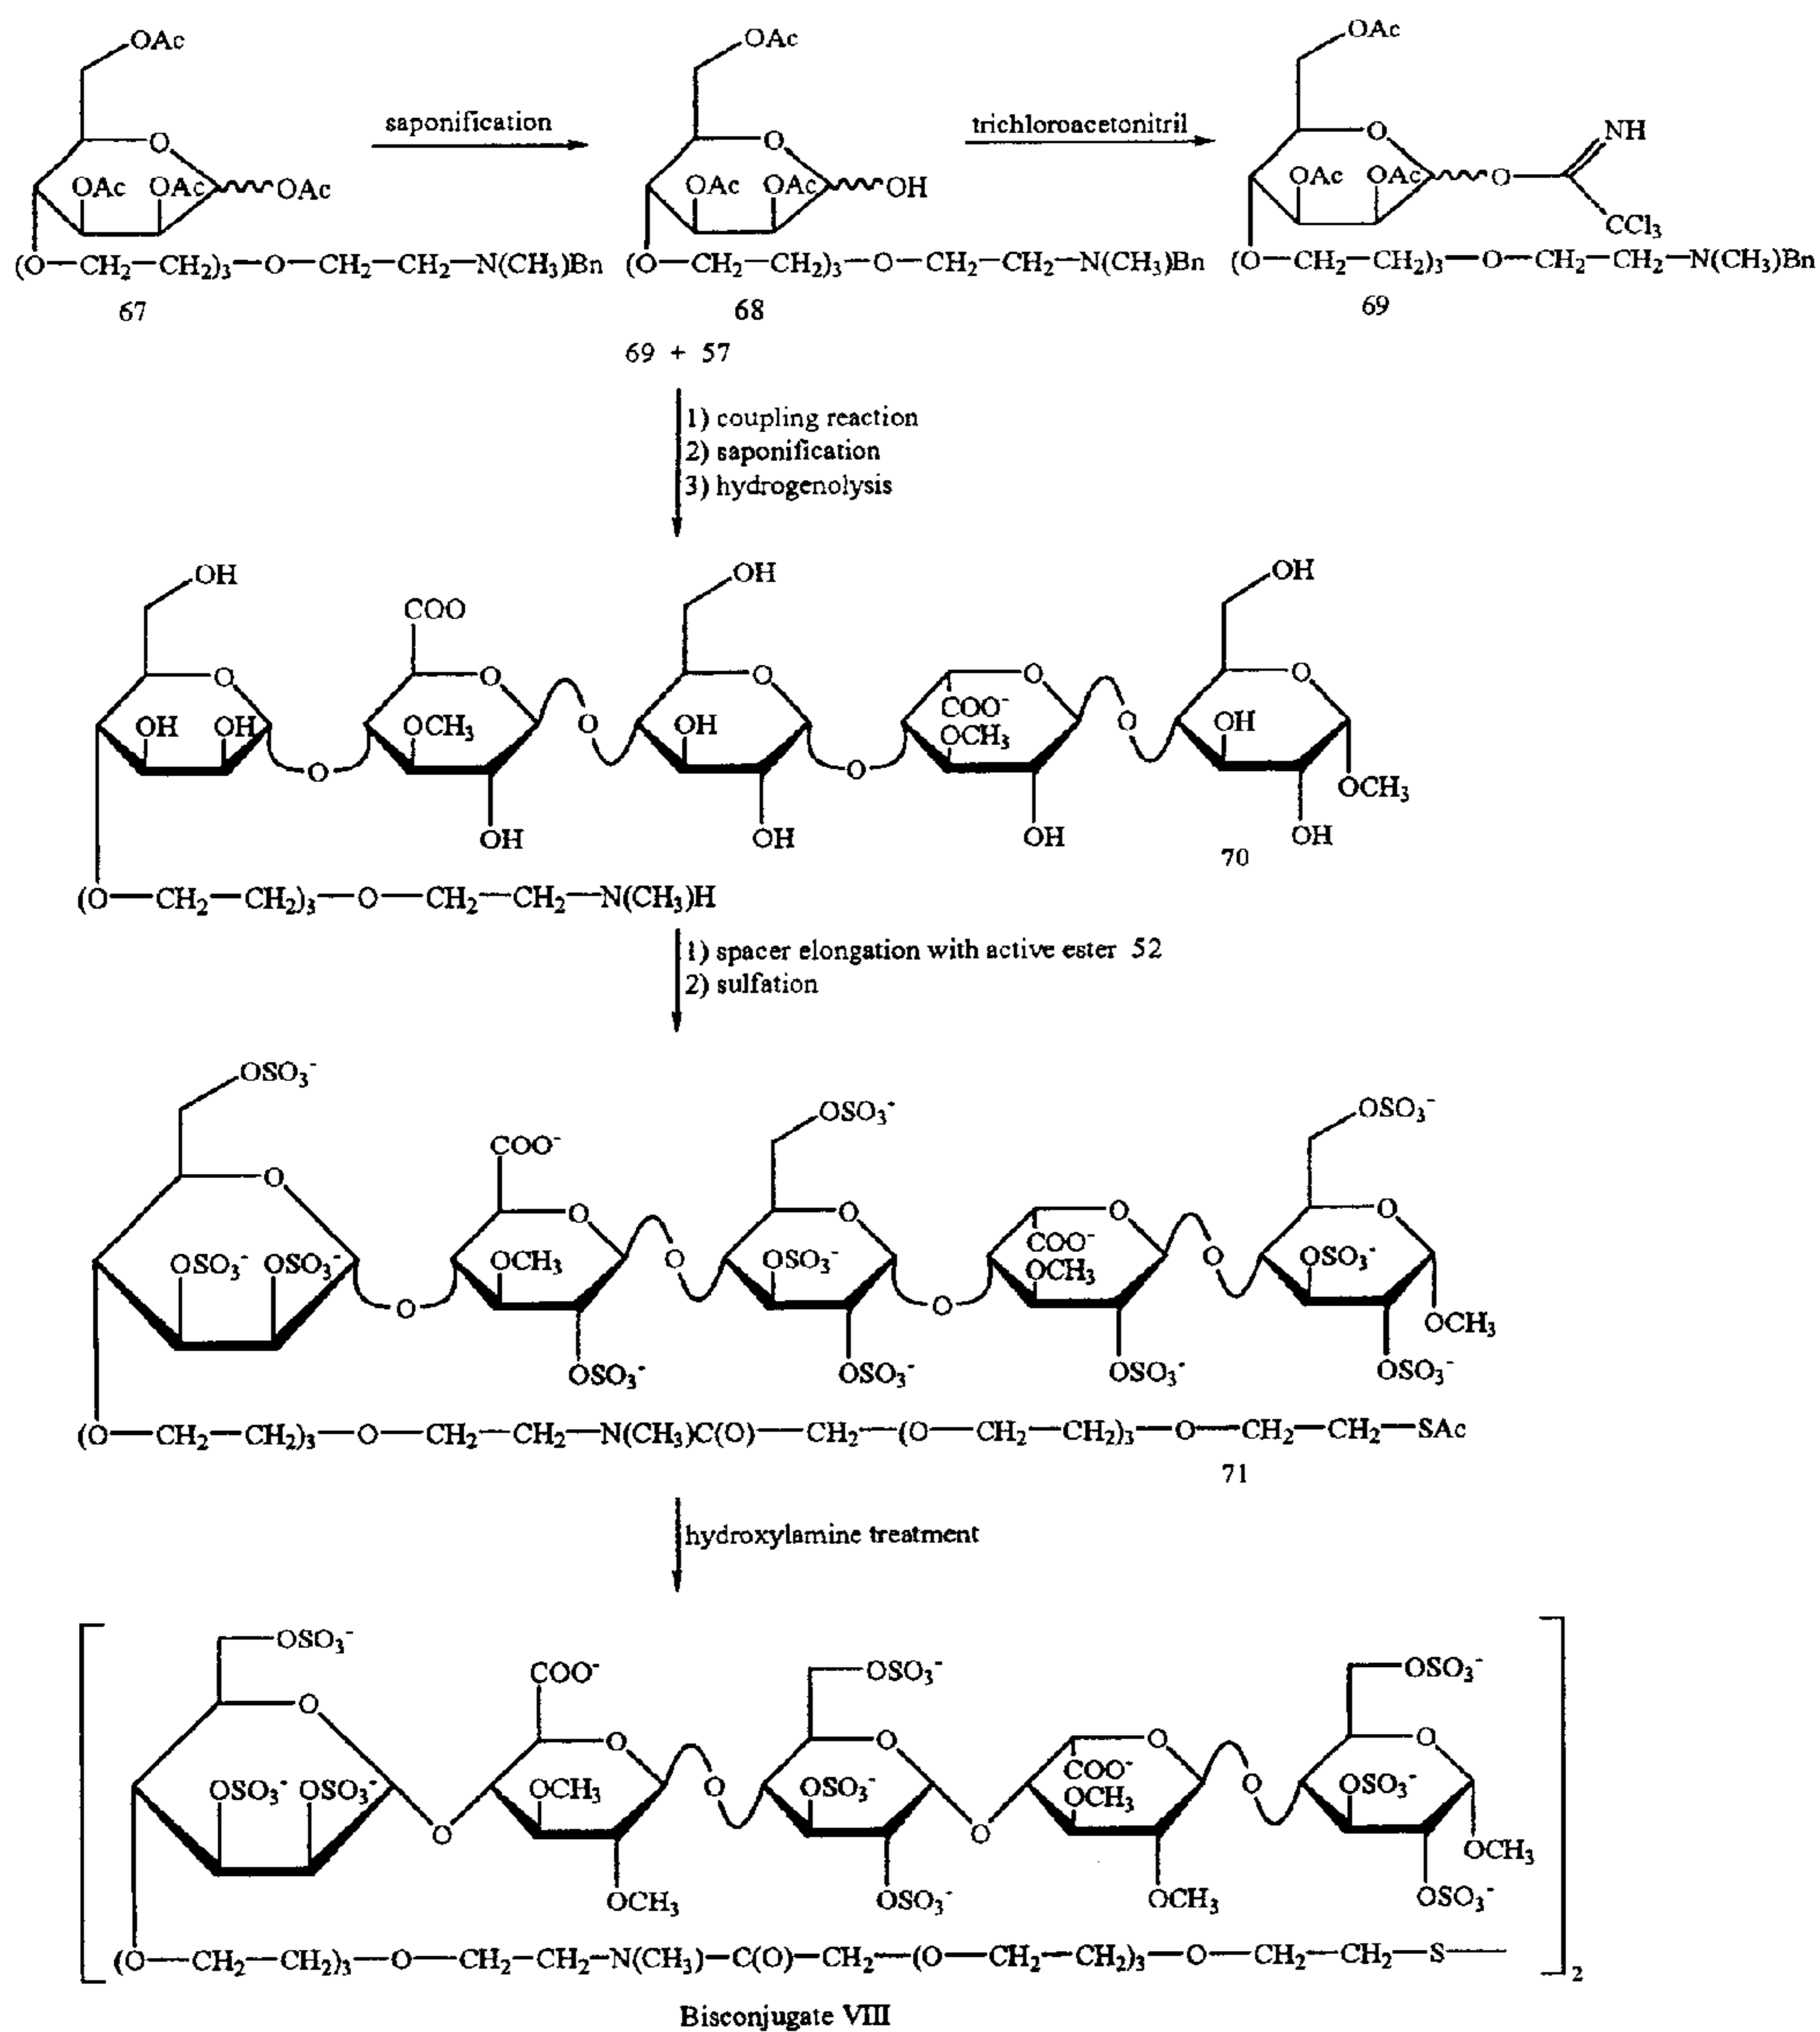 OAc OAc OAc
saponification trichloroacetonitril
O O O NH
OAc OAc OAc OAc OAc OH OAc OAc O
CCl₃
(O—CH₂—CH₂)₃—O—CH₂—CH₂—N(CH₃)Bn (O—CH₂—CH₂)₃—O—CH₂—CH₂—N(CH₃)Bn (O—CH₂—CH₂)₃—O—CH₂—CH₂—N(CH₃)Bn
67 68 69
69 + 57
1) coupling reaction
2) saponification
3) hydrogenolysis
OH OH OH
COO
O O O O O
OH OH OCH₃ O OH COO⁻ O OH
OCH₃
O O OCH₃
OH OH OH OH
70
(O—CH₂—CH₂)₃—O—CH₂—CH₂—N(CH₃)H
1) spacer elongation with active ester 52
2) sulfation
OSO₃⁻ OSO₃⁻ OSO₃⁻
COO⁻
O O O O O
OSO₃⁻ OSO₃⁻ OCH₃ O OSO₃⁻ COO⁻ O OSO₃⁻
OCH₃
O O OCH₃
OSO₃⁻ OSO₃⁻ OSO₃⁻ OSO₃⁻
(O—CH₂—CH₂)₃—O—CH₂—CH₂—N(CH₃)C(O)—CH₂—(O—CH₂—CH₂)₃—O—CH₂—CH₂—SAc
71
hydroxylamine treatment
OSO₃⁻ COO⁻ OSO₃⁻ OSO₃⁻
O O O O O
OSO₃⁻ OSO₃⁻ OCH₃ O OSO₃⁻ COO⁻ O OSO₃⁻
OCH₃
O O OCH₃
OCH₃ OSO₃⁻ OCH₃ OSO₃⁻
(O—CH₂—CH₂)₃—O—CH₂—CH₂—N(CH₃)—C(O)—CH₂—(O—CH₂—CH₂)₃—O—CH₂—CH₂—S— 2
Bisconjugate VIII